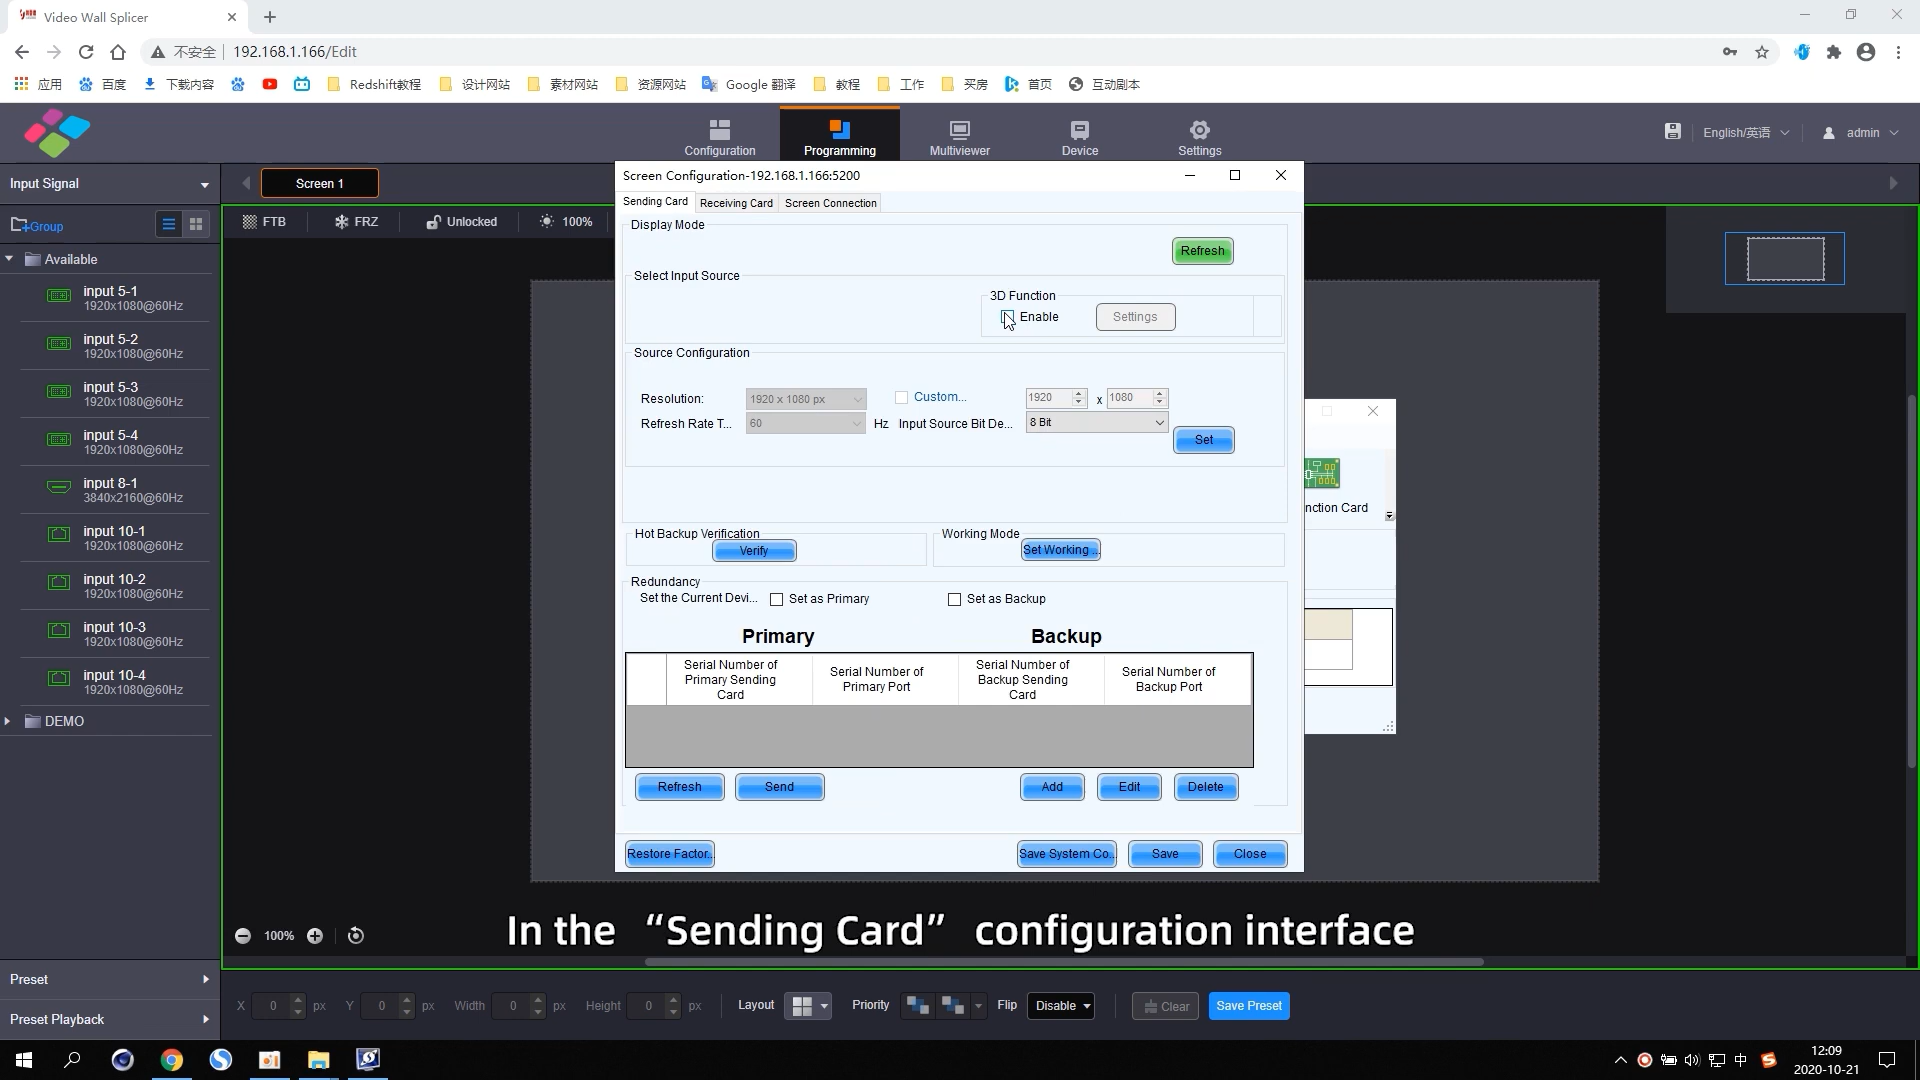 Video Wall Splicer
不安全
192.168.1.166/Edit
应用
百度
下载内容
Redshift教程
设计网站
素材网站
资源网站
Google 翻译
教程
工作
买房
首页
互动剧本
Configuration
Programming
Multiviewer
Device
Settings
English/英语
admin
Input Signal
Screen 1
Group
FTB
FRZ
Unlocked
100%
Available
input 5-1
1920x1080@60Hz
input 5-2
1920x1080@60Hz
input 5-3
1920x1080@60Hz
input 5-4
1920x1080@60Hz
input 8-1
3840x2160@60Hz
input 10-1
1920x1080@60Hz
input 10-2
1920x1080@60Hz
input 10-3
1920x1080@60Hz
input 10-4
1920x1080@60Hz
DEMO
Screen Configuration-192.168.1.166:5200
Sending Card
Receiving Card
Screen Connection
Display Mode
Refresh
Select Input Source
3D Function
Enable
Settings
Source Configuration
Resolution:
1920 x 1080 px
Custom...
1920
x
1080
Refresh Rate T...
60
Hz
Input Source Bit De...
8 Bit
Set
nction Card
Hot Backup Verification
Verify
Working Mode
Set Working ...
Redundancy
Set the Current Devi...
Set as Primary
Set as Backup
Primary
Backup
Serial Number of Primary Sending Card
Serial Number of Primary Port
Serial Number of Backup Sending Card
Serial Number of Backup Port
Refresh
Send
Add
Edit
Delete
Restore Factor...
Save System Co...
Save
Close
In the “Sending Card” configuration interface
100%
Preset
Preset Playback
X
0
px
Y
0
px
Width
0
px
Height
0
px
Layout
Priority
Flip
Disable
Clear
Save Preset
中
12:09
2020-10-21